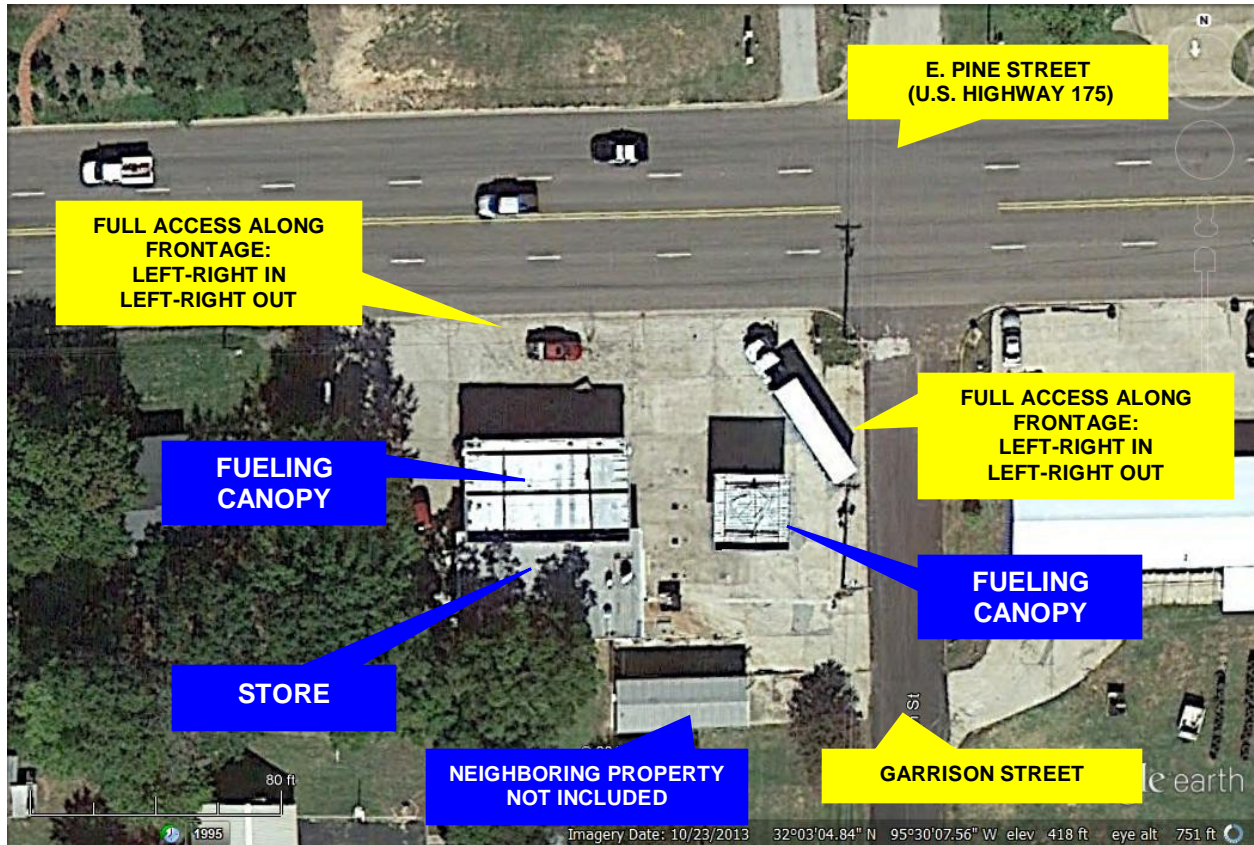 N
E. PINE STREET
(U.S. HIGHWAY 175)
FULL ACCESS ALONG
FRONTAGE:
LEFT-RIGHT IN
LEFT-RIGHT OUT
FULL ACCESS ALONG
FRONTAGE:
LEFT-RIGHT IN
LEFT-RIGHT OUT
FUELING
CANOPY
FUELING
CANOPY
STORE
St
NEIGHBORING PROPERTY
NOT INCLUDED
GARRISON STREET
earth
80 ft
1995
Imagery Date: 10/23/2013 32°03'04.84" N 95°30'07.56" W elev 418 ft eye alt 751 ft